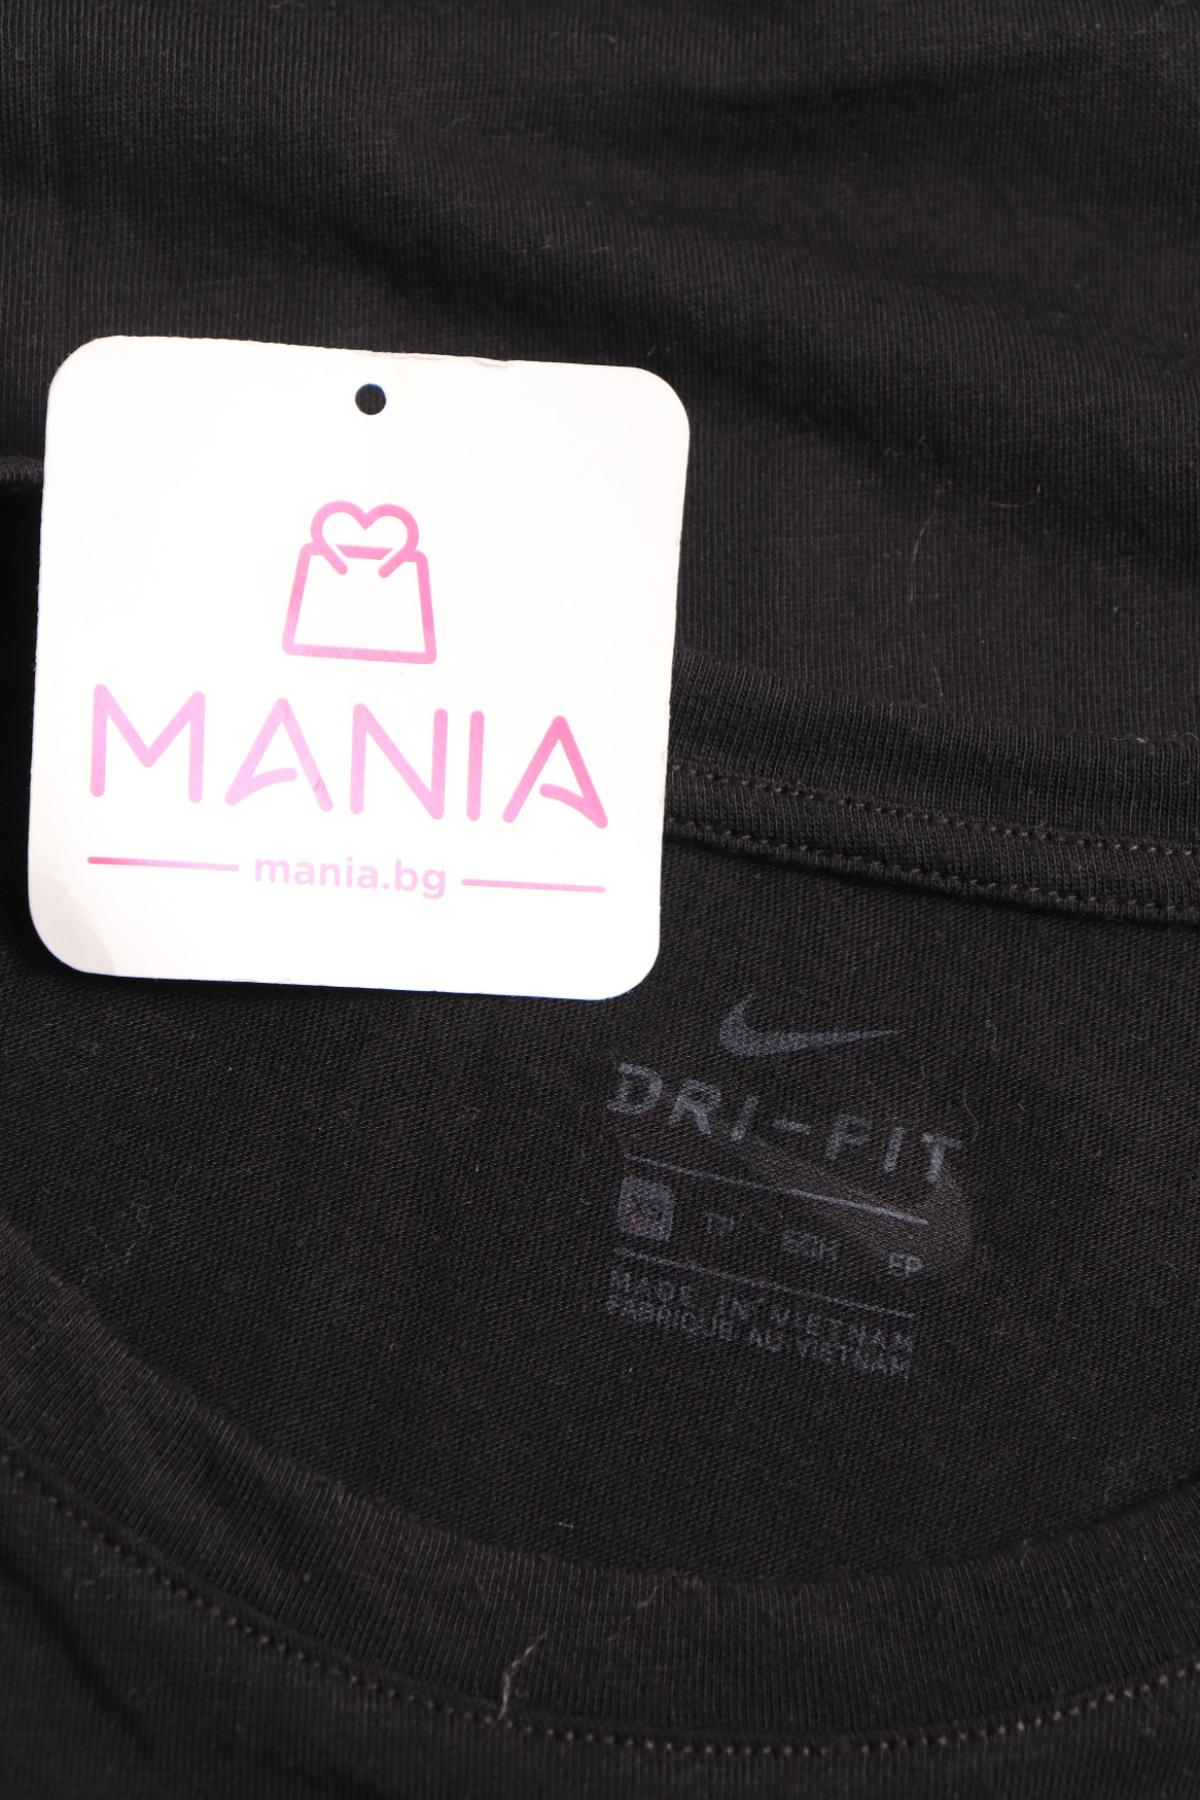 MANIA
mania.bg
DRI-FIT
MADE IN VIETNAM
FABRIQUE AU VIETNAM